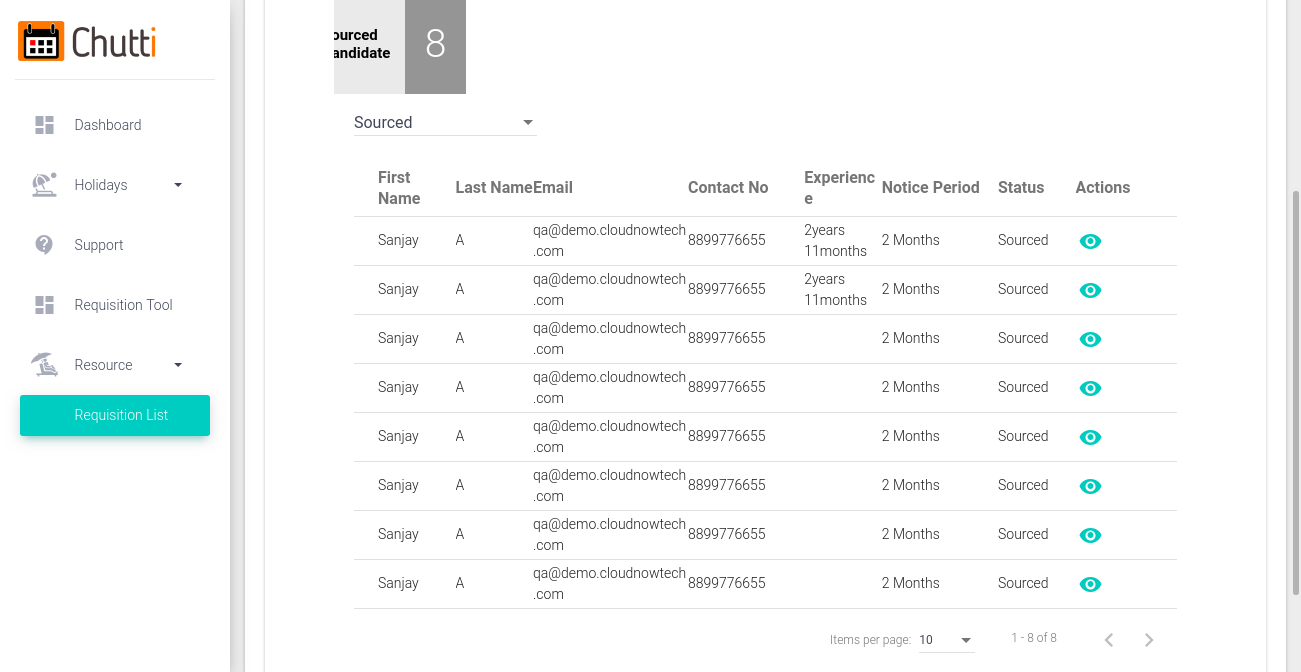 Chutti
Dashboard
Holidays
Support
Requisition Tool
Resource
Requisition List
ourced
andidate
8
Sourced
First Name Last Name Email Contact No Experience Notice Period Status Actions
Sanjay A qa@demo.cloudnowtech.com 8899776655 2years 11months 2 Months Sourced
Sanjay A qa@demo.cloudnowtech.com 8899776655 2years 11months 2 Months Sourced
Sanjay A qa@demo.cloudnowtech.com 8899776655 2 Months Sourced
Sanjay A qa@demo.cloudnowtech.com 8899776655 2 Months Sourced
Sanjay A qa@demo.cloudnowtech.com 8899776655 2 Months Sourced
Sanjay A qa@demo.cloudnowtech.com 8899776655 2 Months Sourced
Sanjay A qa@demo.cloudnowtech.com 8899776655 2 Months Sourced
Sanjay A qa@demo.cloudnowtech.com 8899776655 2 Months Sourced
Items per page: 10 1 - 8 of 8